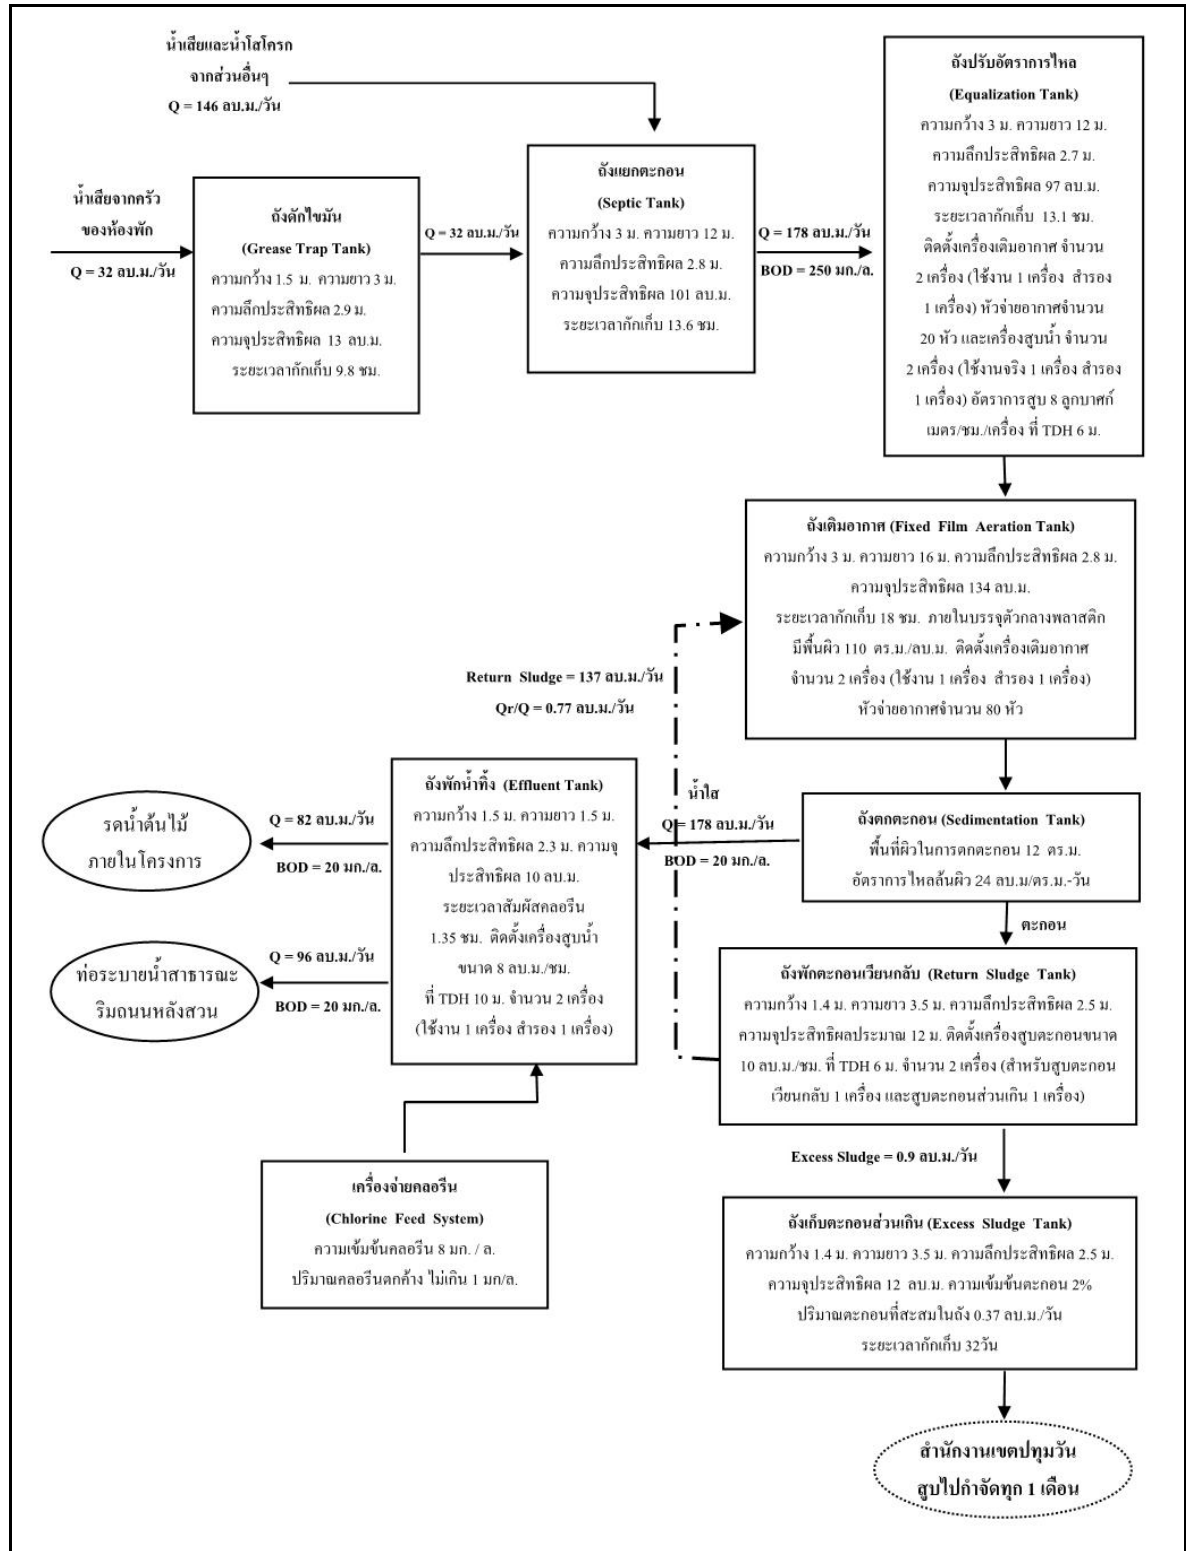 น้ำเสียและน้ำโสโครก
จากส่วนอื่นๆ
Q = 146 ลบ.ม./วัน
น้ำเสียจากครัว
ของห้องพัก
Q = 32 ลบ.ม./วัน
ถังดักไขมัน
(Grease Trap Tank)
ความกว้าง 1.5 ม. ความยาว 3 ม.
ความลึกประสิทธิผล 2.9 ม.
ความจุประสิทธิผล 13 ลบ.ม.
ระยะเวลากักเก็บ 9.8 ชม.
Q = 32 ลบ.ม./วัน
ถังแยกตะกอน
(Septic Tank)
ความกว้าง 3 ม. ความยาว 12 ม.
ความลึกประสิทธิผล 2.8 ม.
ความจุประสิทธิผล 101 ลบ.ม.
ระยะเวลากักเก็บ 13.6 ชม.
Q = 178 ลบ.ม./วัน
BOD = 250 มก./ล.
ถังปรับอัตราการไหล
(Equalization Tank)
ความกว้าง 3 ม. ความยาว 12 ม.
ความลึกประสิทธิผล 2.7 ม.
ความจุประสิทธิผล 97 ลบ.ม.
ระยะเวลากักเก็บ 13.1 ชม.
ติดตั้งเครื่องเติมอากาศ จำนวน
2 เครื่อง (ใช้งาน 1 เครื่อง สำรอง
1 เครื่อง) หัวจ่ายอากาศจำนวน
20 หัว และเครื่องสูบน้ำ จำนวน
2 เครื่อง (ใช้งานจริง 1 เครื่อง สำรอง
1 เครื่อง) อัตราการสูบ 8 ลูกบาศก์
เมตร/ชม./เครื่อง ที่ TDH 6 ม.
ถังเติมอากาศ (Fixed Film Aeration Tank)
ความกว้าง 3 ม. ความยาว 16 ม. ความลึกประสิทธิผล 2.8 ม.
ความจุประสิทธิผล 134 ลบ.ม.
ระยะเวลากักเก็บ 18 ชม. ภายในบรรจุตัวกลางพลาสติก
มีพื้นผิว 110 ตร.ม./ลบ.ม. ติดตั้งเครื่องเติมอากาศ
จำนวน 2 เครื่อง (ใช้งาน 1 เครื่อง สำรอง 1 เครื่อง)
หัวจ่ายอากาศจำนวน 80 หัว
Return Sludge = 137 ลบ.ม./วัน
Qr/Q = 0.77 ลบ.ม./วัน
ถังตกตะกอน (Sedimentation Tank)
พื้นที่ผิวในการตกตะกอน 12 ตร.ม.
อัตราการไหลล้นผิว 24 ลบ.ม/ตร.ม.-วัน
น้ำใส
Q = 178 ลบ.ม./วัน
BOD = 20 มก./ล.
ถังพักน้ำทิ้ง (Effluent Tank)
ความกว้าง 1.5 ม. ความยาว 1.5 ม.
ความลึกประสิทธิผล 2.3 ม. ความจุ
ประสิทธิผล 10 ลบ.ม.
ระยะเวลาสัมผัสคลอรีน
1.35 ชม. ติดตั้งเครื่องสูบน้ำ
ขนาด 8 ลบ.ม./ชม.
ที่ TDH 10 ม. จำนวน 2 เครื่อง
(ใช้งาน 1 เครื่อง สำรอง 1 เครื่อง)
Q = 82 ลบ.ม./วัน
BOD = 20 มก./ล.
รดน้ำต้นไม้
ภายในโครงการ
Q = 96 ลบ.ม./วัน
BOD = 20 มก./ล.
ท่อระบายน้ำสาธารณะ
ริมถนนหลังสวน
ตะกอน
ถังพักตะกอนเวียนกลับ (Return Sludge Tank)
ความกว้าง 1.4 ม. ความยาว 3.5 ม. ความลึกประสิทธิผล 2.5 ม.
ความจุประสิทธิผลประมาณ 12 ม. ติดตั้งเครื่องสูบตะกอนขนาด
10 ลบ.ม./ชม. ที่ TDH 6 ม. จำนวน 2 เครื่อง (สำหรับสูบตะกอน
เวียนกลับ 1 เครื่อง และสูบตะกอนส่วนเกิน 1 เครื่อง)
เครื่องจ่ายคลอรีน
(Chlorine Feed System)
ความเข้มข้นคลอรีน 8 มก. / ล.
ปริมาณคลอรีนตกค้าง ไม่เกิน 1 มก/ล.
Excess Sludge = 0.9 ลบ.ม./วัน
ถังเก็บตะกอนส่วนเกิน (Excess Sludge Tank)
ความกว้าง 1.4 ม. ความยาว 3.5 ม. ความลึกประสิทธิผล 2.5 ม.
ความจุประสิทธิผล 12 ลบ.ม. ความเข้มข้นตะกอน 2%
ปริมาณตะกอนที่สะสมในถัง 0.37 ลบ.ม./วัน
ระยะเวลากักเก็บ 32วัน
สำนักงานเขตปทุมวัน
สูบไปกำจัดทุก 1 เดือน